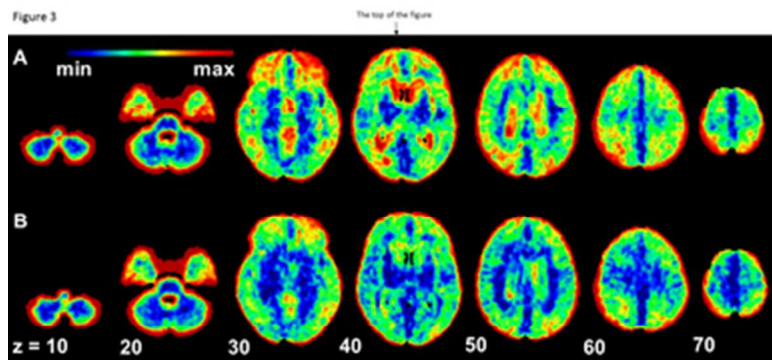 Figure 3
The top of the figure
A
min max
B
z = 10 20 30 40 50 60 70